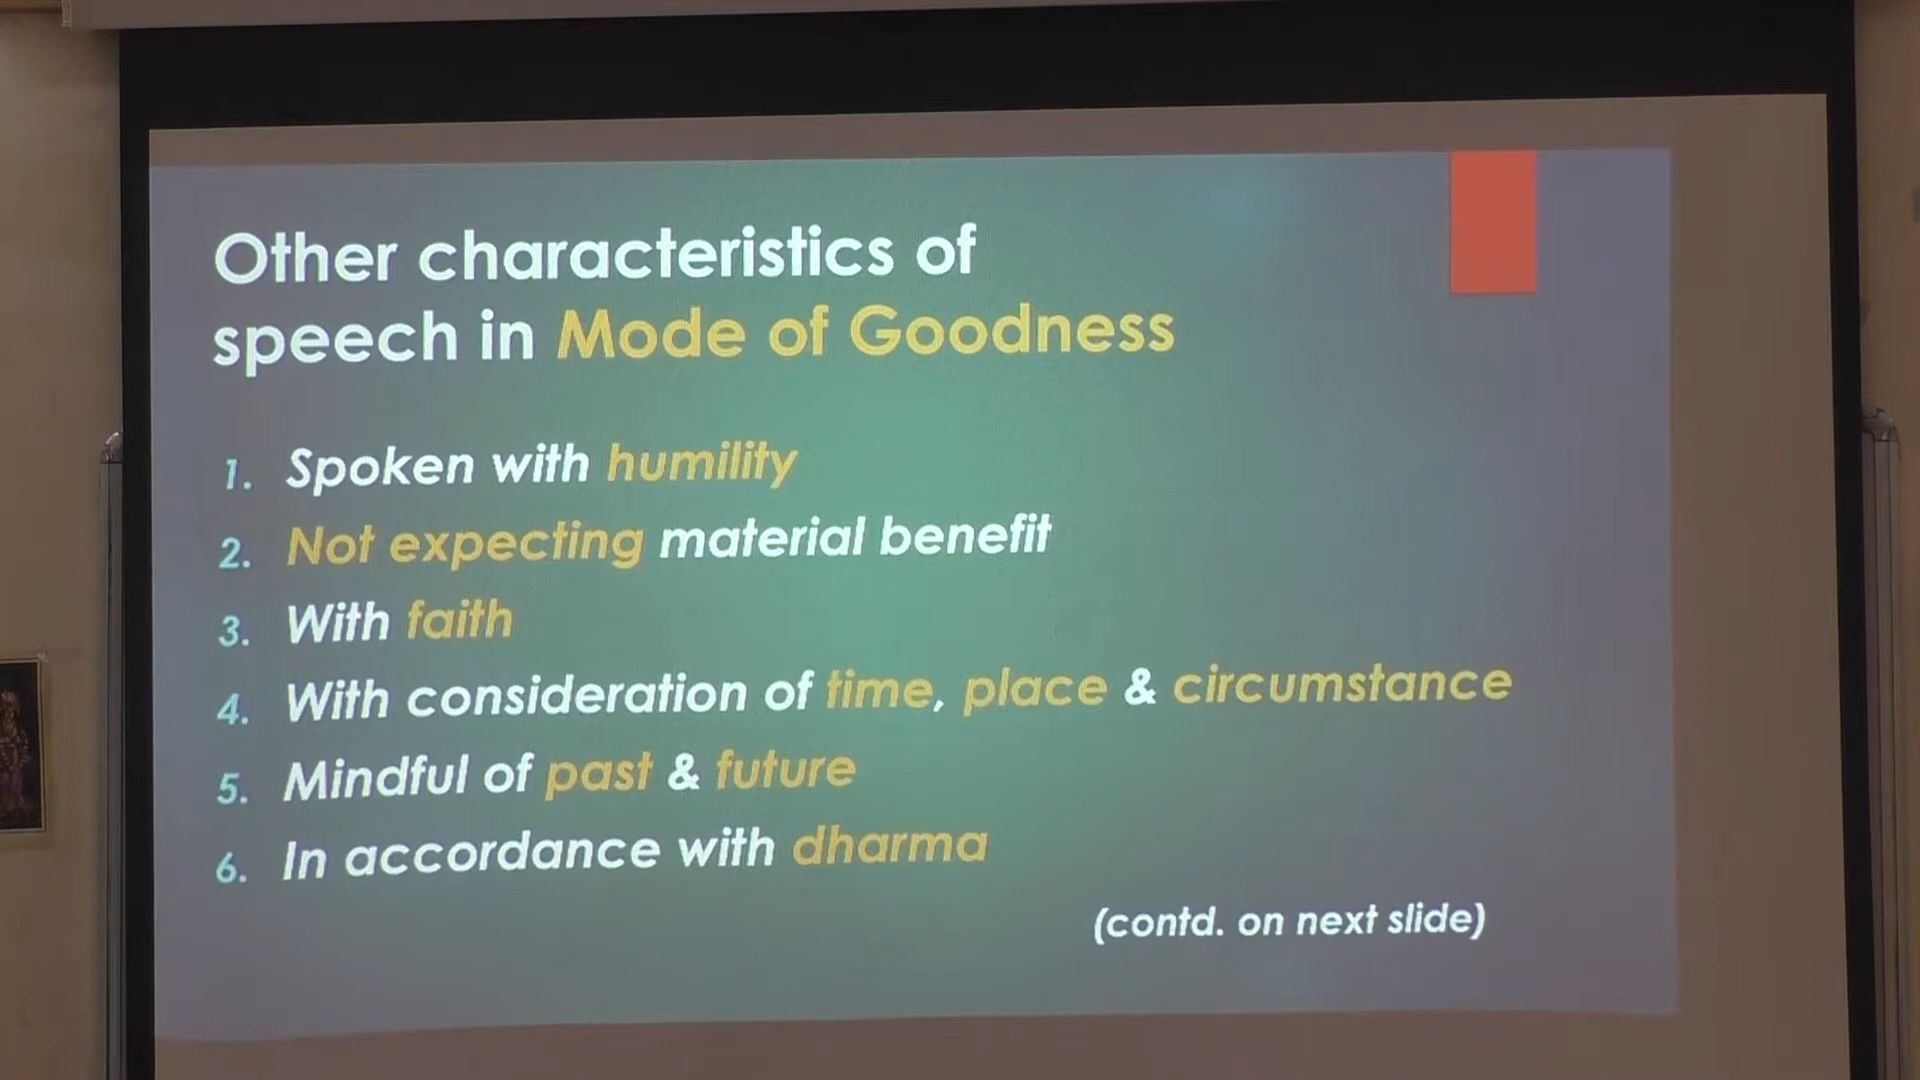 Other characteristics of
speech in Mode of Goodness
1. Spoken with humility
2. Not expecting material benefit
3. With faith
4. With consideration of time, place & circumstance
5. Mindful of past & future
6. In accordance with dharma
(contd. on next slide)